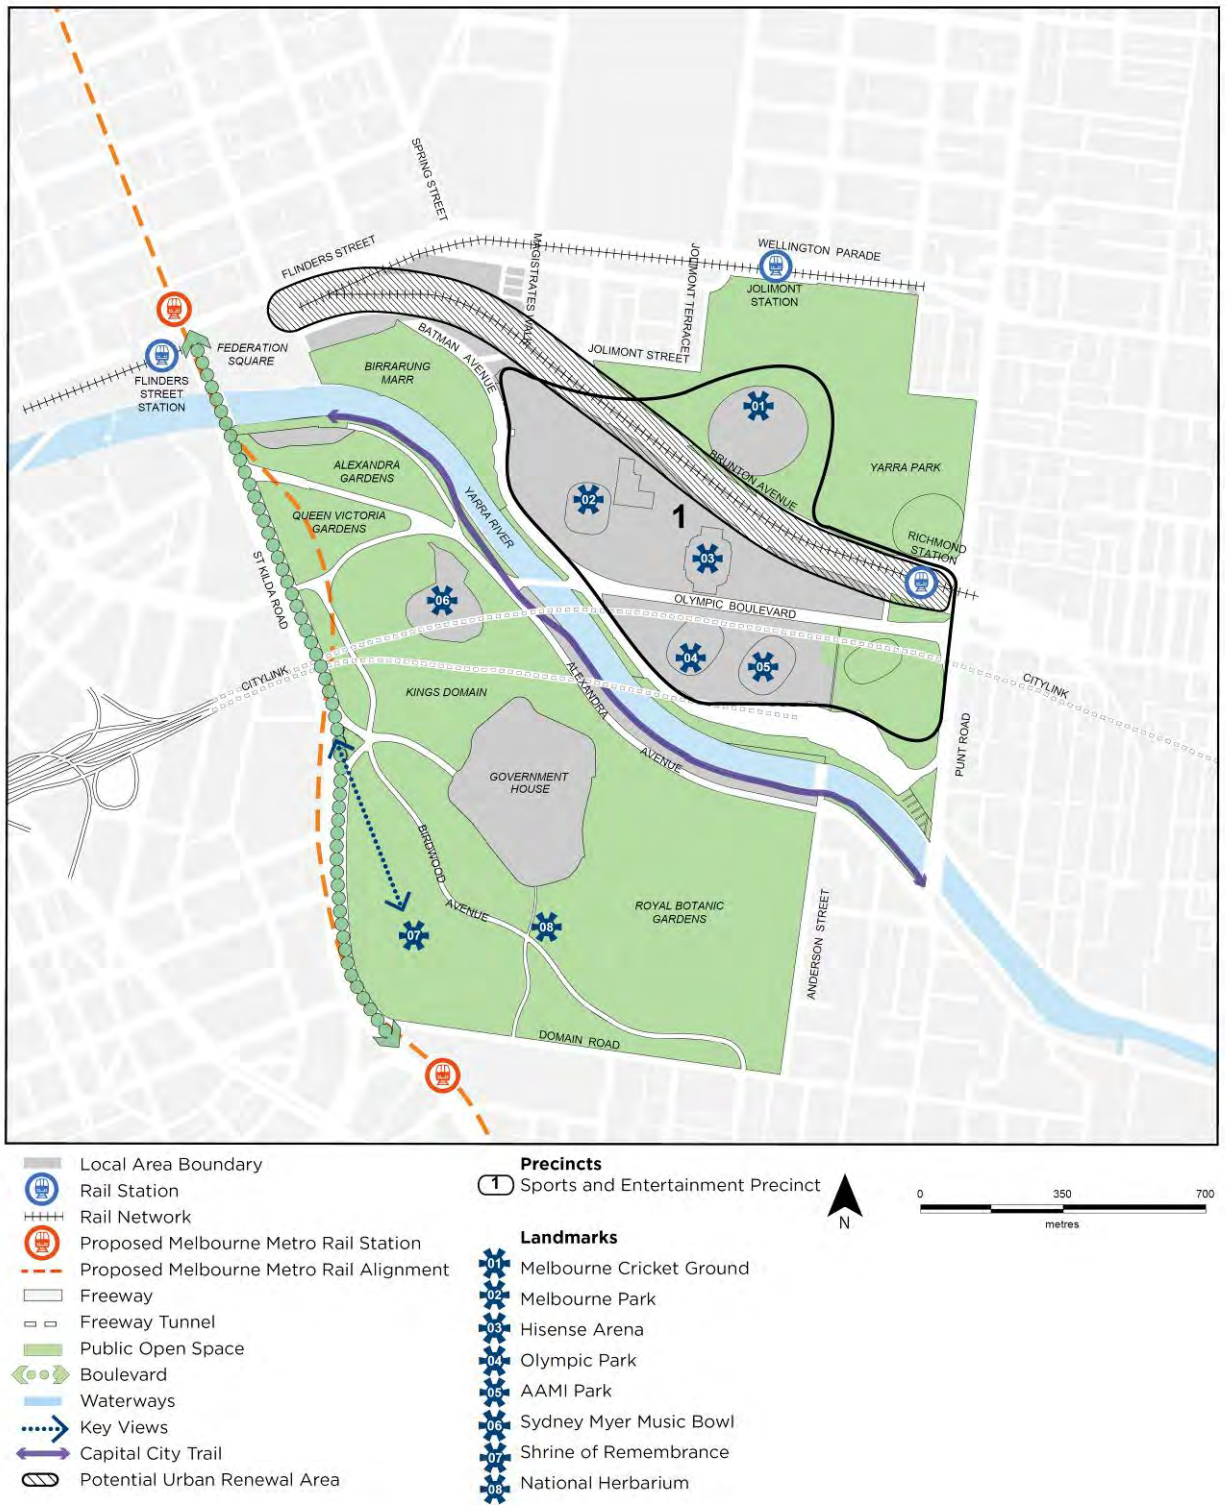 SPRING STREET
FLINDERS STREET
MAGISTRATES WALK
JOLIMONT TERRACE
WELLINGTON PARADE
JOLIMONT
STATION
FEDERATION
SQUARE
BIRRARUNG
MARR
BATMAN AVENUE
JOLIMONT STREET
FLINDERS
STREET
STATION
01
BRUNTON AVENUE
YARRA PARK
ALEXANDRA
GARDENS
YARRA RIVER
02
1
QUEEN VICTORIA
GARDENS
RICHMOND
STATION
03
ST KILDA ROAD
06
OLYMPIC BOULEVARD
04
05
CITYLINK
CITYLINK
KINGS DOMAIN
ALEXANDRA
AVENUE
PUNT ROAD
GOVERNMENT
HOUSE
BIRDWOOD
AVENUE
ROYAL BOTANIC
GARDENS
ANDERSON STREET
07
08
DOMAIN ROAD
Local Area Boundary
Rail Station
Rail Network
Proposed Melbourne Metro Rail Station
Proposed Melbourne Metro Rail Alignment
Freeway
Freeway Tunnel
Public Open Space
Boulevard
Waterways
Key Views
Capital City Trail
Potential Urban Renewal Area
Precincts
1 Sports and Entertainment Precinct
Landmarks
01 Melbourne Cricket Ground
02 Melbourne Park
03 Hisense Arena
04 Olympic Park
05 AAMI Park
06 Sydney Myer Music Bowl
07 Shrine of Remembrance
08 National Herbarium
N
0 350 700
metres